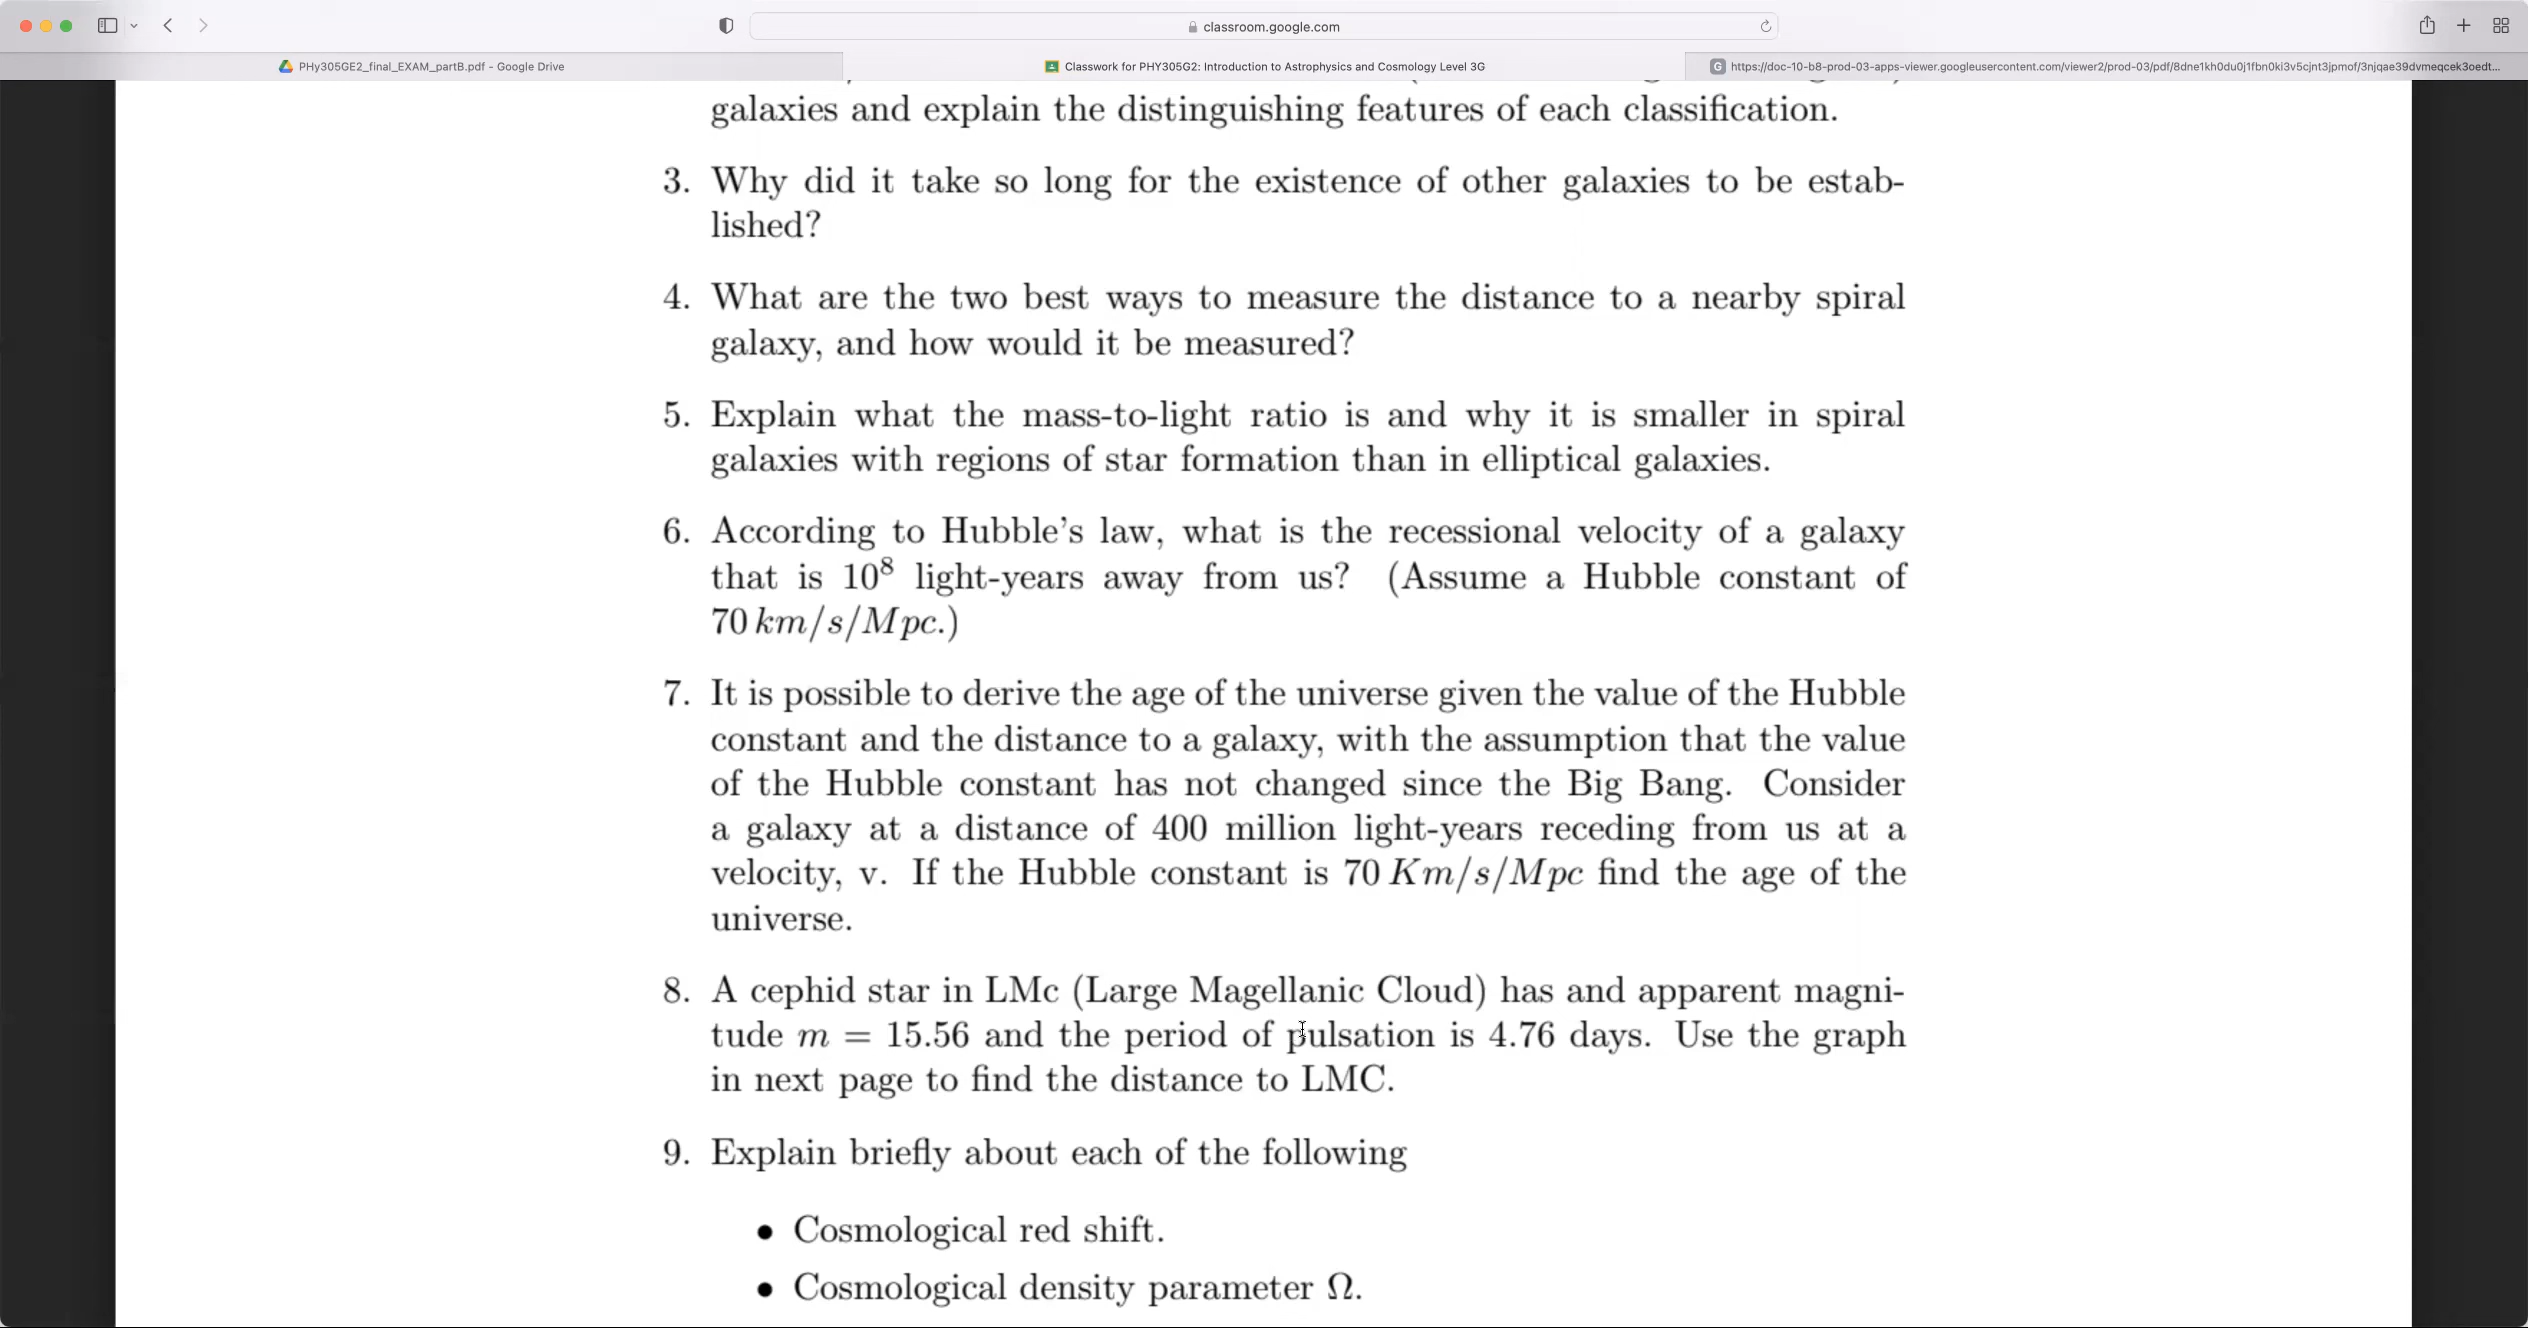 classroom.google.com
PHy305GE2_final_EXAM_partB.pdf - Google Drive
Classwork for PHY305G2: Introduction to Astrophysics and Cosmology Level 3G
G
galaxies and explain the distinguishing features of each classification.
3. Why did it take so long for the existence of other galaxies to be estab-
lished?
4. What are the two best ways to measure the distance to a nearby spiral
galaxy, and how would it be measured?
5. Explain what the mass-to-light ratio is and why it is smaller in spiral
galaxies with regions of star formation than in elliptical galaxies.
6. According to Hubble's law, what is the recessional velocity of a galaxy
that is 10⁸ light-years away from us? (Assume a Hubble constant of
70 km/s/Mpc.)
7. It is possible to derive the age of the universe given the value of the Hubble
constant and the distance to a galaxy, with the assumption that the value
of the Hubble constant has not changed since the Big Bang. Consider
a galaxy at a distance of 400 million light-years receding from us at a
velocity, v. If the Hubble constant is 70 Km/s/Mpc find the age of the
universe.
8. A cephid star in LMc (Large Magellanic Cloud) has and apparent magni-
tude m = 15.56 and the period of pulsation is 4.76 days. Use the graph
in next page to find the distance to LMC.
9. Explain briefly about each of the following
• Cosmological red shift.
• Cosmological density parameter Ω.